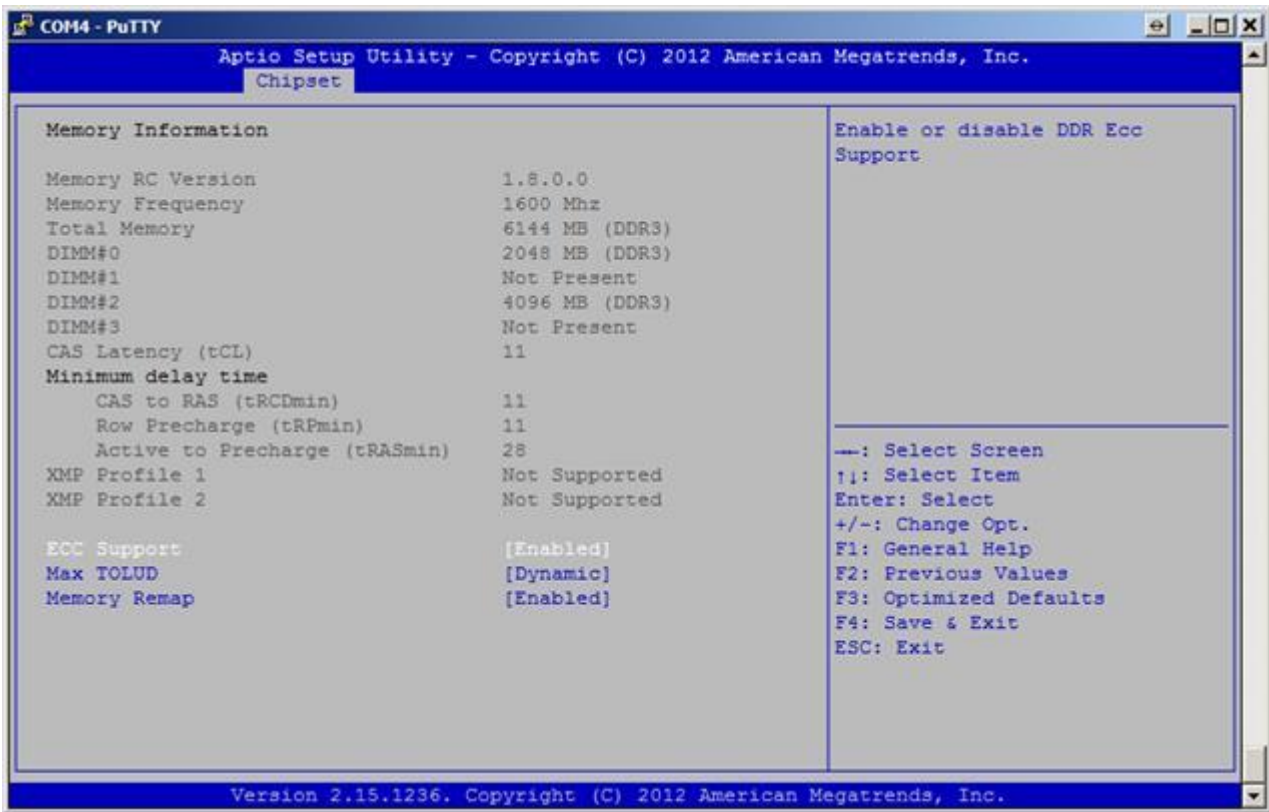 COM4 - PuTTY
Aptio Setup Utility - Copyright (C) 2012 American Megatrends, Inc.
Chipset
Memory Information
Memory RC Version 1.8.0.0
Memory Frequency 1600 Mhz
Total Memory 6144 MB (DDR3)
DIMM#0 2048 MB (DDR3)
DIMM#1 Not Present
DIMM#2 4096 MB (DDR3)
DIMM#3 Not Present
CAS Latency (tCL) 11
Minimum delay time
CAS to RAS (tRCDmin) 11
Row Precharge (tRPmin) 11
Active to Precharge (tRASmin) 28
XMP Profile 1 Not Supported
XMP Profile 2 Not Supported
ECC Support [Enabled]
Max TOLUD [Dynamic]
Memory Remap [Enabled]
Enable or disable DDR Ecc
Support
→←: Select Screen
↑↓: Select Item
Enter: Select
+/-: Change Opt.
F1: General Help
F2: Previous Values
F3: Optimized Defaults
F4: Save & Exit
ESC: Exit
Version 2.15.1236. Copyright (C) 2012 American Megatrends, Inc.